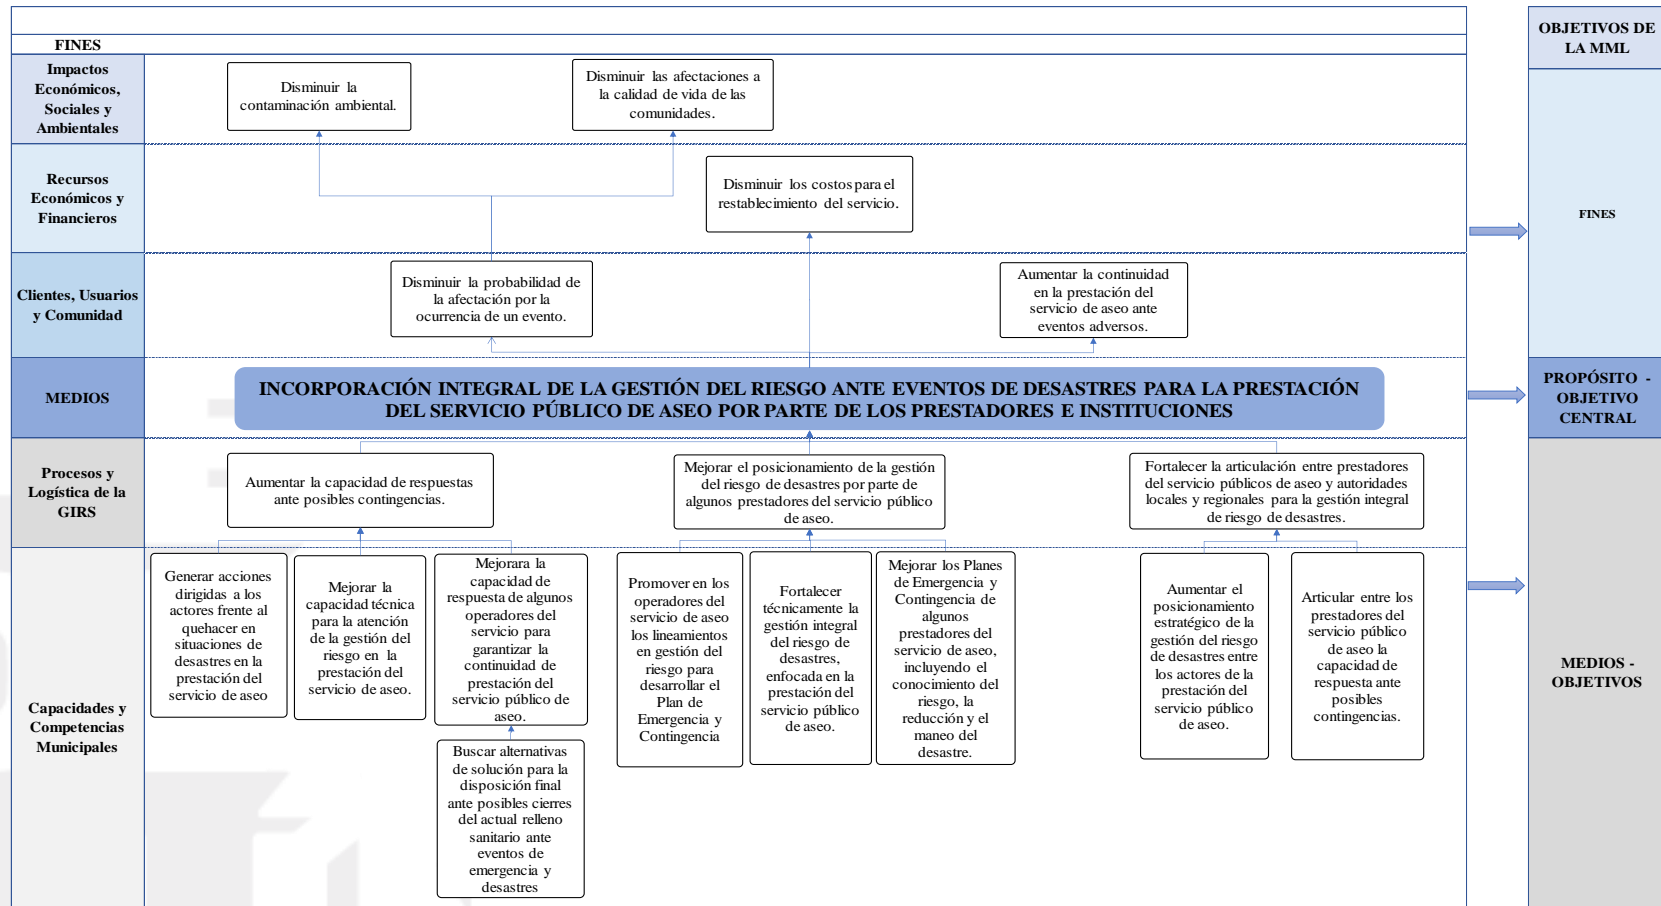 FINES
OBJETIVOS DE
LA MML
Impactos
Económicos,
Sociales y
Ambientales
Disminuir la
contaminación ambiental.
Disminuir las afectaciones a
la calidad de vida de las
comunidades.
Recursos
Económicos y
Financieros
Disminuir los costos para el
restablecimiento del servicio.
FINES
Clientes, Usuarios
y Comunidad
Disminuir la probabilidad de
la afectación por la
ocurrencia de un evento.
Aumentar la continuidad
en la prestación del
servicio de aseo ante
eventos adversos.
MEDIOS
INCORPORACIÓN INTEGRAL DE LA GESTIÓN DEL RIESGO ANTE EVENTOS DE DESASTRES PARA LA PRESTACIÓN
DEL SERVICIO PÚBLICO DE ASEO POR PARTE DE LOS PRESTADORES E INSTITUCIONES
PROPÓSITO -
OBJETIVO
CENTRAL
Procesos y
Logística de la
GIRS
Aumentar la capacidad de respuestas
ante posibles contingencias.
Mejorar el posicionamiento de la gestión
del riesgo de desastres por parte de
algunos prestadores del servicio público
de aseo.
Fortalecer la articulación entre prestadores
del servicio públicos de aseo y autoridades
locales y regionales para la gestión integral
de riesgo de desastres.
Capacidades y
Competencias
Municipales
Generar acciones
dirigidas a los
actores frente al
quehacer en
situaciones de
desastres en la
prestación del
servicio de aseo
Mejorar la
capacidad técnica
para la atención
de la gestión del
riesgo en la
prestación del
servicio de aseo.
Mejorara la
capacidad de
respuesta de algunos
operadores del
servicio para
garantizar la
continuidad de
prestación del
servicio público de
aseo.
Buscar alternativas
de solución para la
disposición final
ante posibles cierres
del actual relleno
sanitario ante
eventos de
emergencia y
desastres
Promover en los
operadores del
servicio de aseo
los lineamientos
en gestión del
riesgo para
desarrollar el
Plan de
Emergencia y
Contingencia
Fortalecer
técnicamente la
gestión integral
del riesgo de
desastres,
enfocada en la
prestación del
servicio público
de aseo.
Mejorar los Planes
de Emergencia y
Contingencia de
algunos
prestadores del
servicio de aseo,
incluyendo el
conocimiento del
riesgo, la
reducción y el
maneo del
desastre.
Aumentar el
posicionamiento
estratégico de la
gestión del riesgo
de desastres entre
los actores de la
prestación del
servicio público
de aseo.
Articular entre los
prestadores del
servicio público
de aseo la
capacidad de
respuesta ante
posibles
contingencias.
MEDIOS -
OBJETIVOS